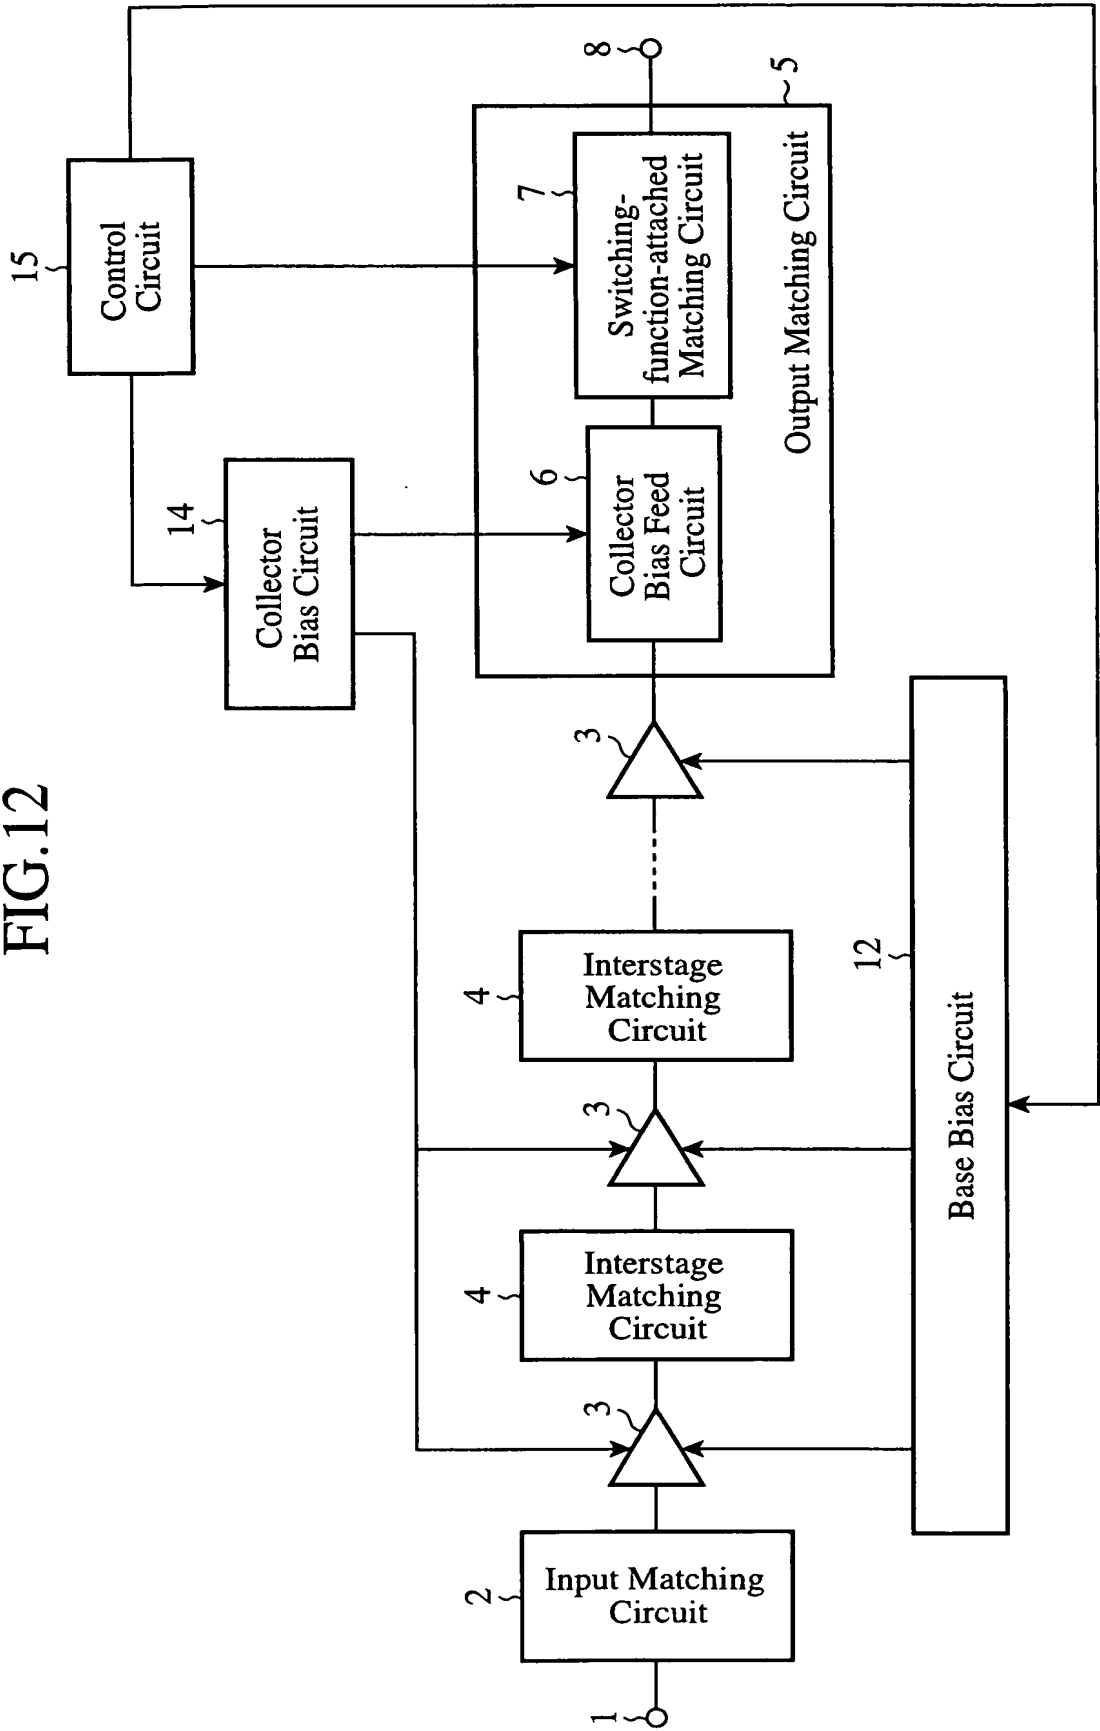 FIG.12
15
Control
Circuit
14
Collector
Bias Circuit
8
5
7
Switching-
function-attached
Matching Circuit
6
Collector
Bias Feed
Circuit
Output Matching Circuit
3
4
Interstage
Matching
Circuit
3
4
Interstage
Matching
Circuit
3
2
Input Matching
Circuit
1
12
Base Bias Circuit